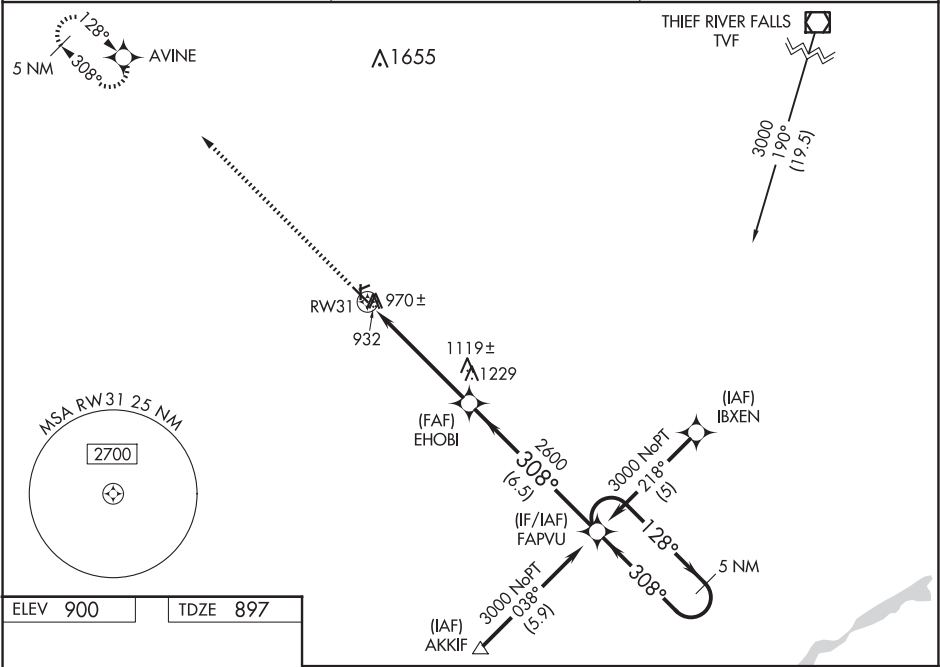 128°
308°
5 NM
AVINE
1655
THIEF RIVER FALLS
TVF
3000
190°
(19.5)
RW31
970±
932
1119±
1229
(FAF)
EHOBI
(IAF)
IBXEN
2600
308°
(6.5)
3000 NoPT
218°
(5)
(IF/IAF)
FAPVU
128°
308°
5 NM
3000 NoPT
038°
(5.9)
(IAF)
AKKIF
MSA RW31 25 NM
2700
ELEV 900
TDZE 897